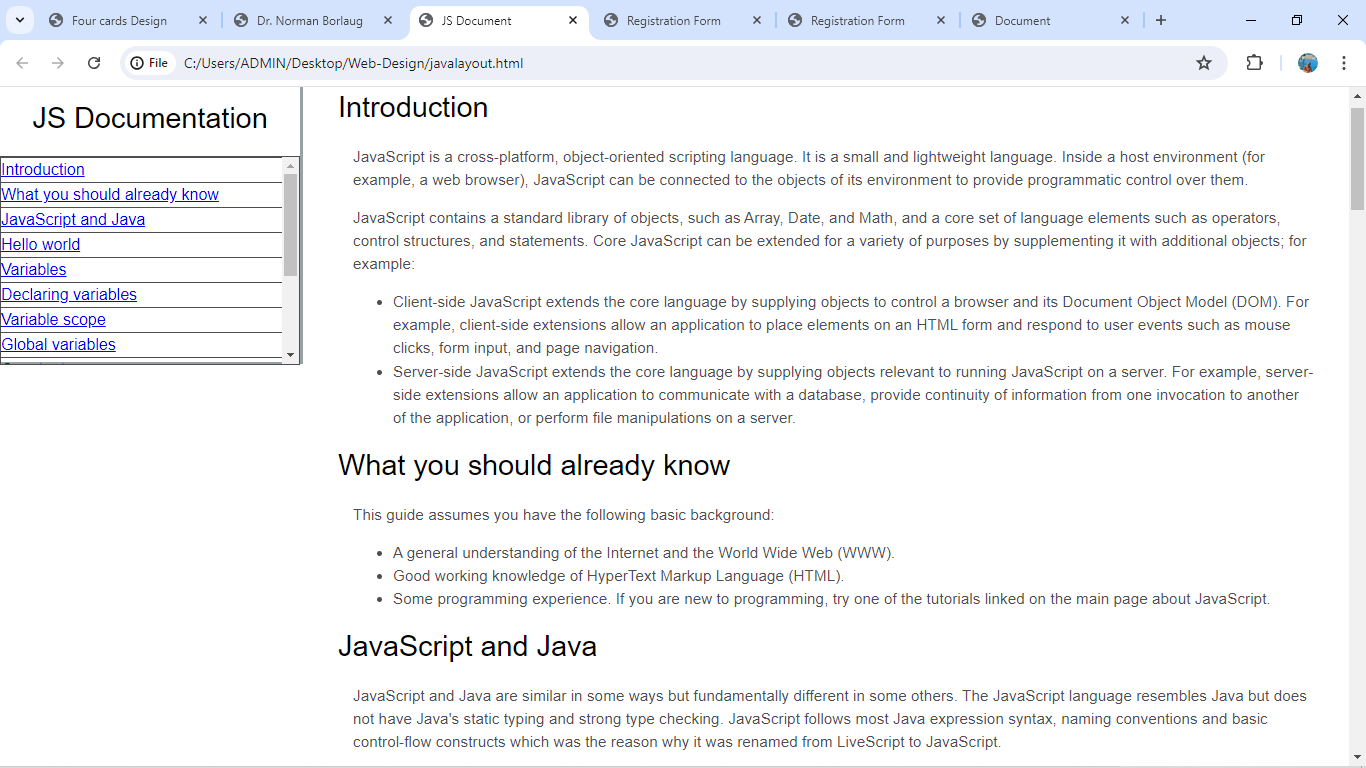 Four cards Design
Dr. Norman Borlaug
JS Document
Registration Form
Registration Form
Document
File
C:/Users/ADMIN/Desktop/Web-Design/javalayout.html
JS Documentation
Introduction
What you should already know
JavaScript and Java
Hello world
Variables
Declaring variables
Variable scope
Global variables
Introduction
JavaScript is a cross-platform, object-oriented scripting language. It is a small and lightweight language. Inside a host environment (for
example, a web browser), JavaScript can be connected to the objects of its environment to provide programmatic control over them.
JavaScript contains a standard library of objects, such as Array, Date, and Math, and a core set of language elements such as operators,
control structures, and statements. Core JavaScript can be extended for a variety of purposes by supplementing it with additional objects; for
example:
• Client-side JavaScript extends the core language by supplying objects to control a browser and its Document Object Model (DOM). For
example, client-side extensions allow an application to place elements on an HTML form and respond to user events such as mouse
clicks, form input, and page navigation.
• Server-side JavaScript extends the core language by supplying objects relevant to running JavaScript on a server. For example, server-
side extensions allow an application to communicate with a database, provide continuity of information from one invocation to another
of the application, or perform file manipulations on a server.
What you should already know
This guide assumes you have the following basic background:
• A general understanding of the Internet and the World Wide Web (WWW).
• Good working knowledge of HyperText Markup Language (HTML).
• Some programming experience. If you are new to programming, try one of the tutorials linked on the main page about JavaScript.
JavaScript and Java
JavaScript and Java are similar in some ways but fundamentally different in some others. The JavaScript language resembles Java but does
not have Java's static typing and strong type checking. JavaScript follows most Java expression syntax, naming conventions and basic
control-flow constructs which was the reason why it was renamed from LiveScript to JavaScript.